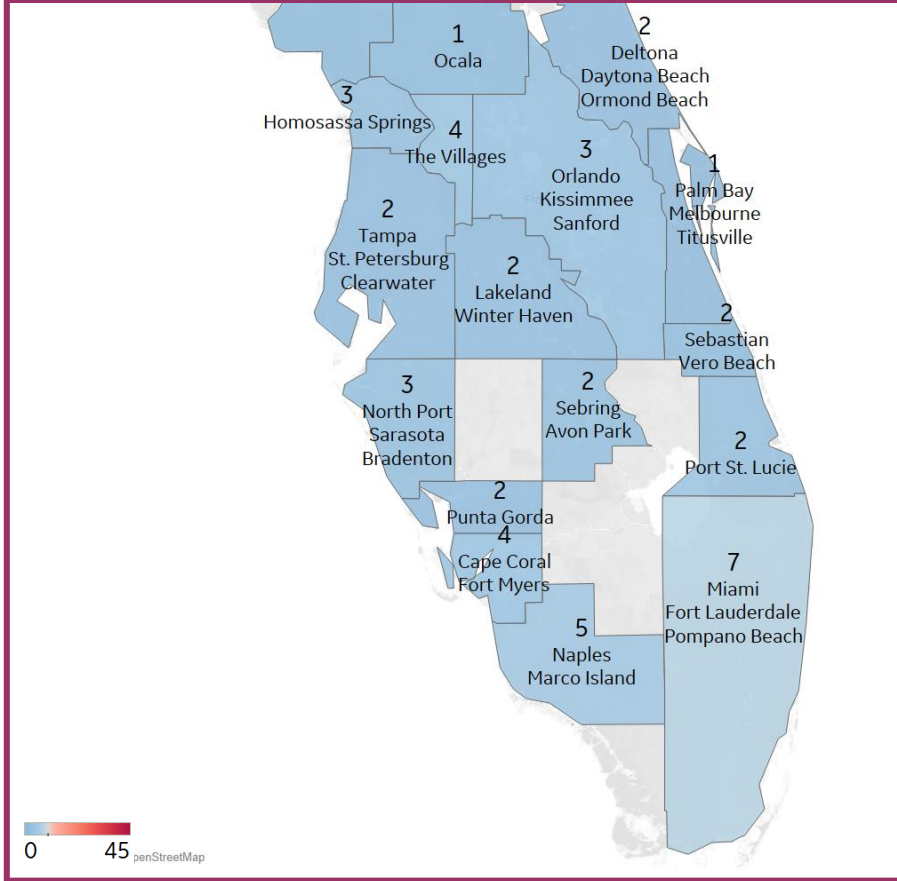 1
Ocala
2
Deltona
Daytona Beach
Ormond Beach
3
Homosassa Springs
4
The Villages
3
Orlando
Kissimmee
Sanford
1
Palm Bay
Melbourne
Titusville
2
Tampa
St. Petersburg
Clearwater
2
Lakeland
Winter Haven
2
Sebastian
Vero Beach
3
North Port
Sarasota
Bradenton
2
Sebring
Avon Park
2
Port St. Lucie
2
Punta Gorda
4
Cape Coral
Fort Myers
7
Miami
Fort Lauderdale
Pompano Beach
5
Naples
Marco Island
0 45
penStreetMap